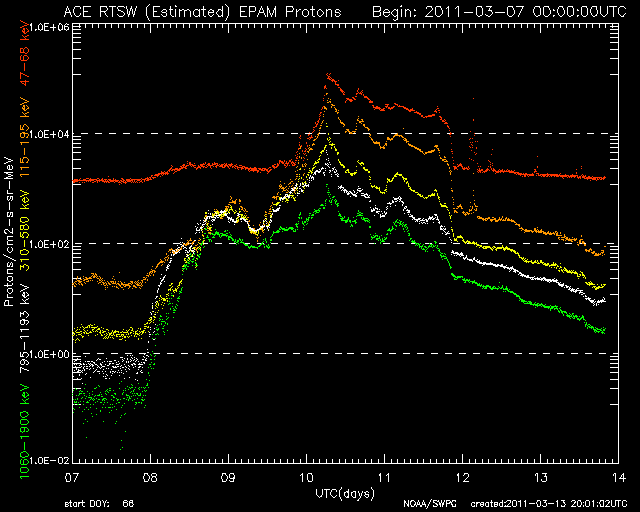 ACE RTSW (Estimated) EPAM Protons Begin: 2011-03-07 00:00:00UTC
1.0E+06
1.0E+04
1.0E+02
1.0E+00
1.0E-02
Protons/cm2-s-sr-MeV
47-68 keV
115-195 keV
310-580 keV
795-1193 keV
1060-1900 keV
07 08 09 10 11 12 13 14
UTC(days)
start DOY: 66 NOAA/SWPC created:2011-03-13 20:01:02UTC